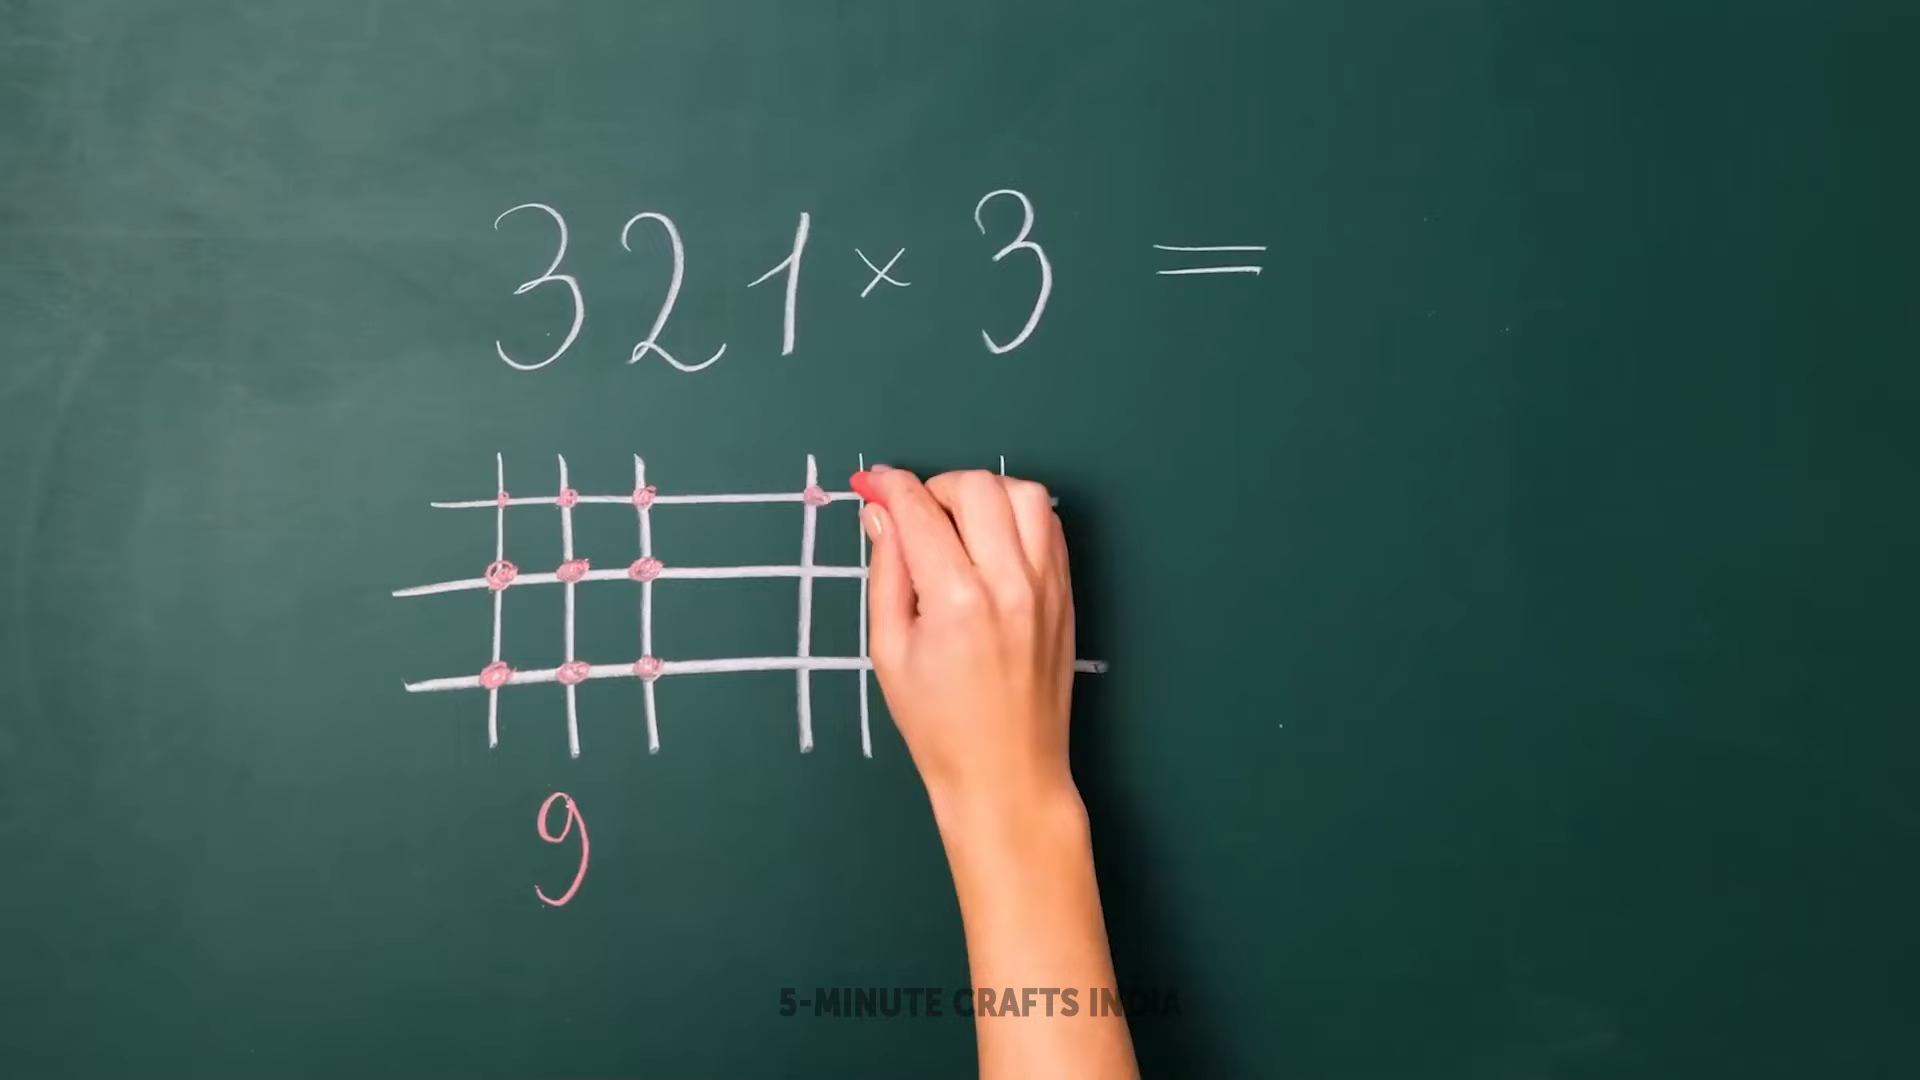 321 × 3 =
9
5-MINUTE CRAFTS INDIA